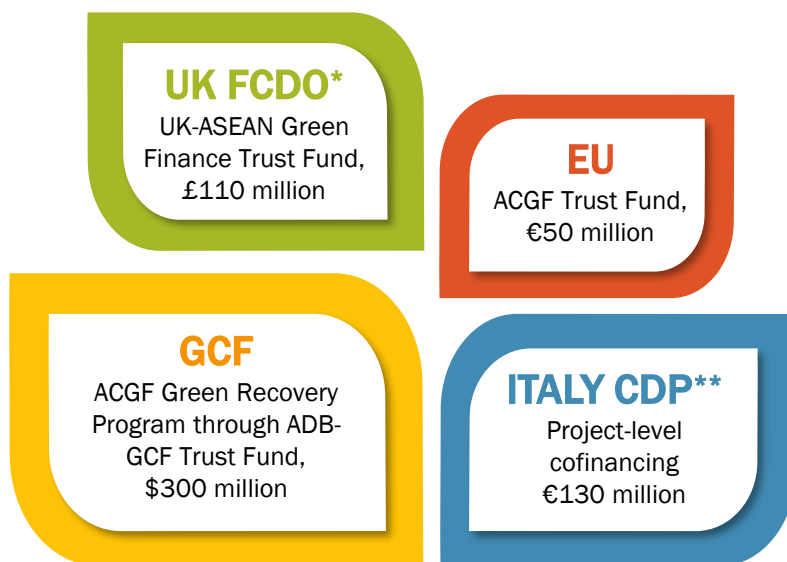 UK FCDO*
UK-ASEAN Green
Finance Trust Fund,
£110 million
EU
ACGF Trust Fund,
€50 million
GCF
ACGF Green Recovery
Program through ADB-
GCF Trust Fund,
$300 million
ITALY CDP**
Project-level
cofinancing
€130 million